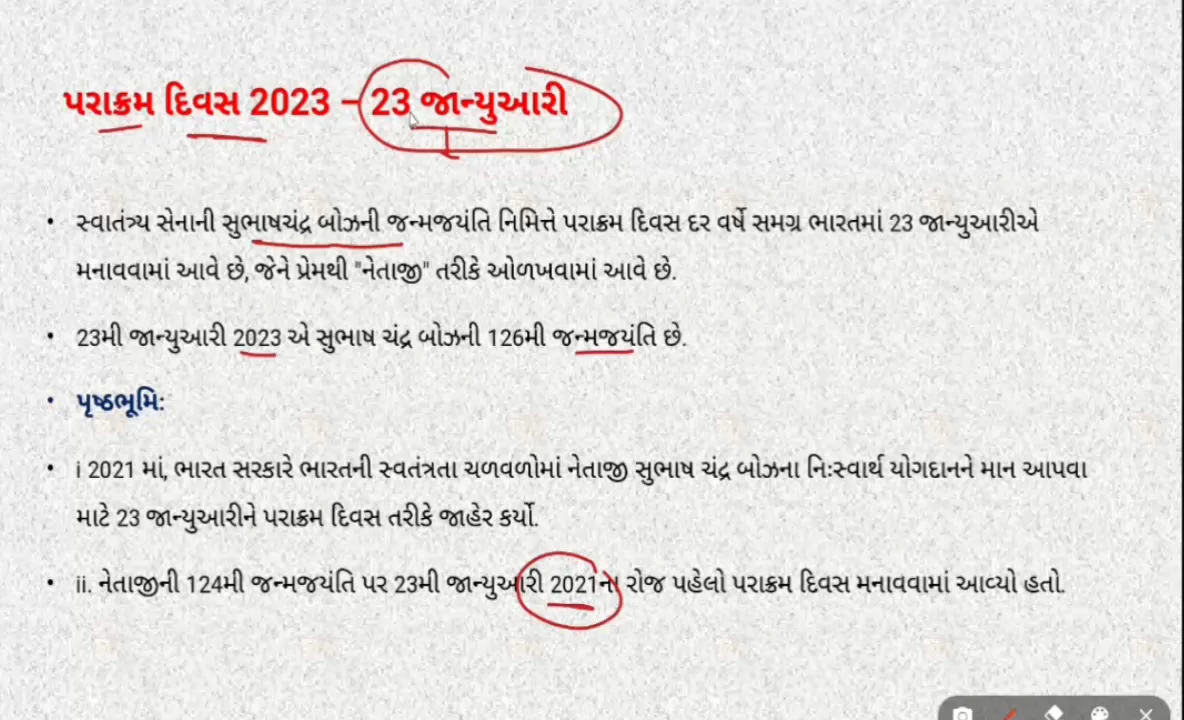 પરાક્રમ દિવસ 2023 – 23 જાન્યુઆરી
• સ્વાતંત્ર્ય સેનાની સુભાષચંદ્ર બોઝની જન્મજયંતિ નિમિત્તે પરાક્રમ દિવસ દર વર્ષે સમગ્ર ભારતમાં 23 જાન્યુઆરીએ
મનાવવામાં આવે છે, જેને પ્રેમથી "નેતાજી" તરીકે ઓળખવામાં આવે છે.
• 23મી જાન્યુઆરી 2023 એ સુભાષ ચંદ્ર બોઝની 126મી જન્મજયંતિ છે.
• પૃષ્ઠભૂમિ:
• i 2021 માં, ભારત સરકારે ભારતની સ્વતંત્રતા ચળવળોમાં નેતાજી સુભાષ ચંદ્ર બોઝના નિઃસ્વાર્થ યોગદાનને માન આપવા
માટે 23 જાન્યુઆરીને પરાક્રમ દિવસ તરીકે જાહેર કર્યો.
• ii. નેતાજીની 124મી જન્મજયંતિ પર 23મી જાન્યુઆરી 2021ના રોજ પહેલો પરાક્રમ દિવસ મનાવવામાં આવ્યો હતો.